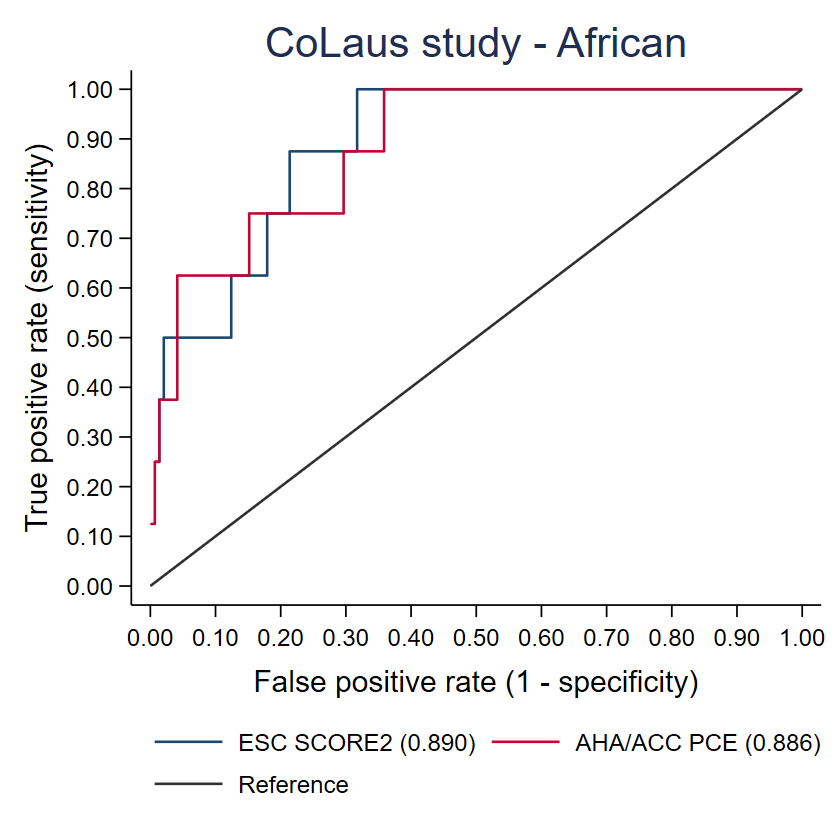 CoLaus study - African
True positive rate (sensitivity)
1.00
0.90
0.80
0.70
0.60
0.50
0.40
0.30
0.20
0.10
0.00
0.00 0.10 0.20 0.30 0.40 0.50 0.60 0.70 0.80 0.90 1.00
False positive rate (1 - specificity)
ESC SCORE2 (0.890) AHA/ACC PCE (0.886)
Reference